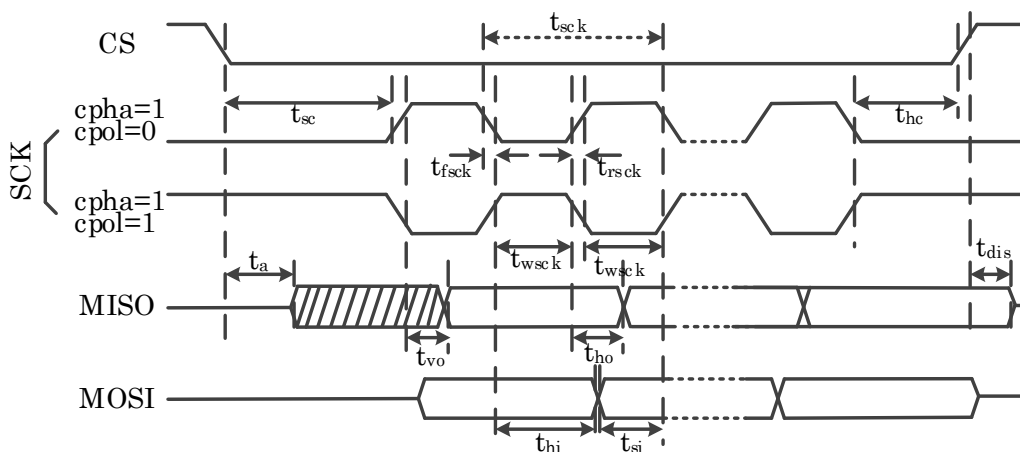 CS
t_sck
cpha=1
cpol=0
t_sc
t_hc
SCK
t_fsck
t_rsck
cpha=1
cpol=1
t_a
t_wsck
t_wsck
t_dis
MISO
t_vo
t_ho
MOSI
t_hi
t_si